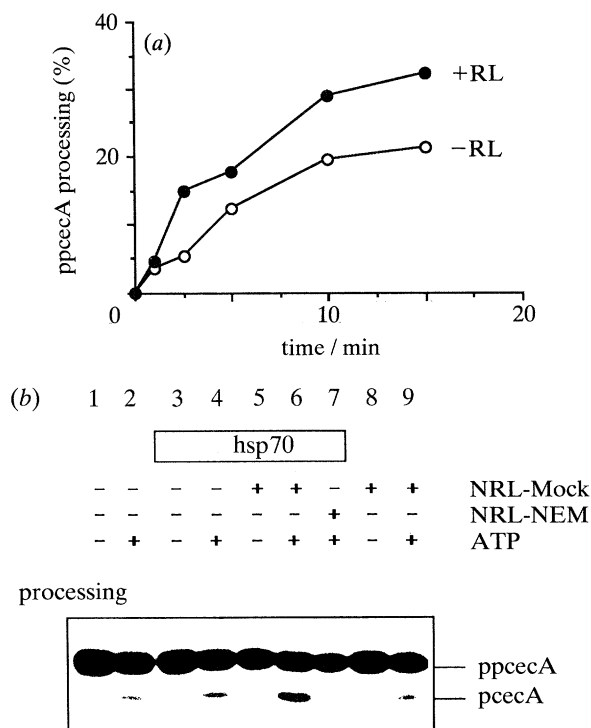 40
(a)
+RL
20
−RL
ppcecA processing (%)
0 10 20
time / min
(b) 1 2 3 4 5 6 7 8 9
hsp70
− − − − + + − + + NRL-Mock
− − − − − − + − − NRL-NEM
− + − + − + + − + ATP
processing
ppcecA
pcecA